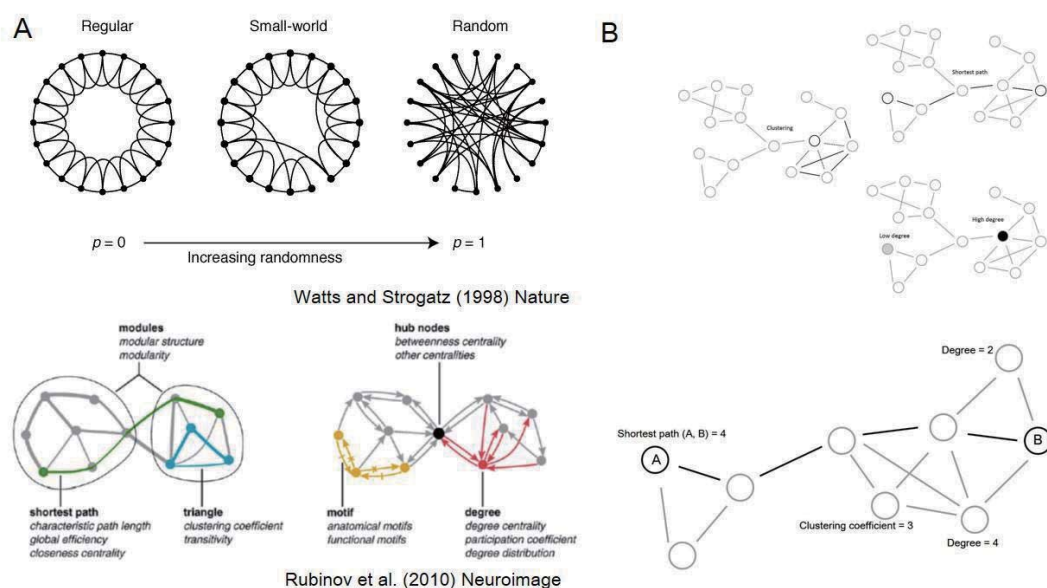 A
Regular
Small-world
Random
p = 0
Increasing randomness
p = 1
Watts and Strogatz (1998) Nature
modules
modular structure
modularity
hub nodes
betweenness centrality
other centralities
shortest path
characteristic path length
global efficiency
closeness centrality
triangle
clustering coefficient
transitivity
motif
anatomical motifs
functional motifs
degree
degree centrality
participation coefficient
degree distribution
Rubinov et al. (2010) Neuroimage
B
Shortest path
Clustering
High degree
Low degree
Degree = 2
Shortest path (A, B) = 4
A
B
Clustering coefficient = 3
Degree = 4